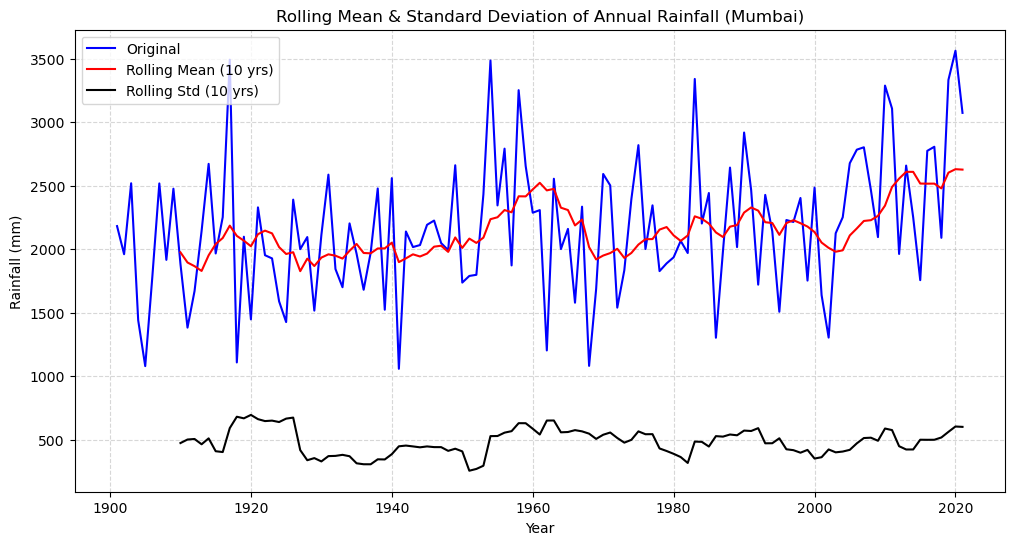 Rolling Mean & Standard Deviation of Annual Rainfall (Mumbai)
Original
Rolling Mean (10 yrs)
Rolling Std (10 yrs)
Rainfall (mm)
3500
3000
2500
2000
1500
1000
500
1900 1920 1940 1960 1980 2000 2020
Year